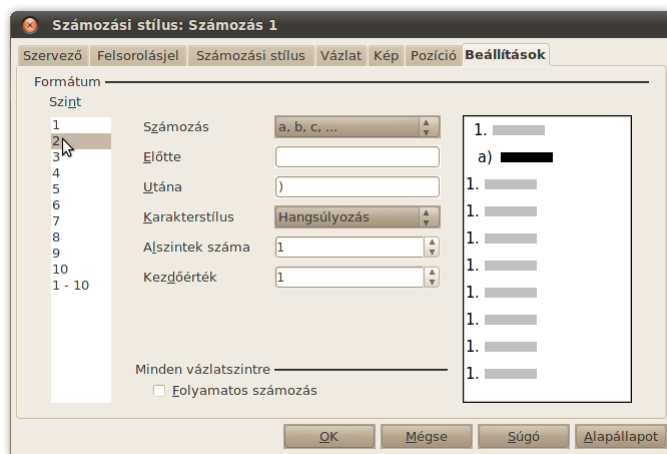 Számozási stílus: Számozás 1
Szervező Felsorolásjel Számozási stílus Vázlat Kép Pozíció Beállítások
Formátum
Szint
1
2
3
4
5
6
7
8
9
10
1 - 10
Számozás a, b, c, ...
Előtte
Utána )
Karakterstílus Hangsúlyozás
Alszintek száma 1
Kezdőérték 1
Minden vázlatszintre
Folyamatos számozás
1.
a)
1.
1.
1.
1.
1.
1.
1.
1.
OK Mégse Súgó Alapállapot